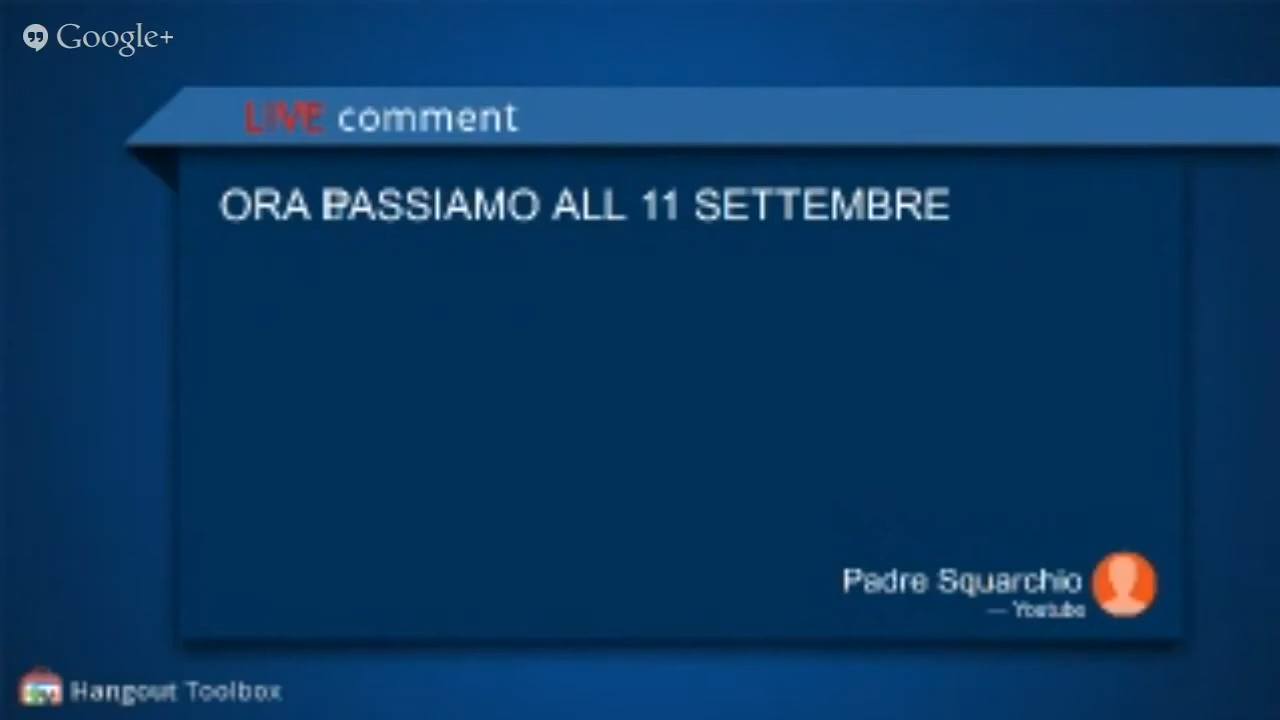 Google+
LIVE comment
ORA PASSIAMO ALL 11 SETTEMBRE
Padre Squarchio
— Youtube
Hangout Toolbox